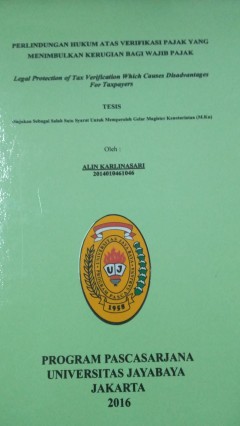 PERLINDUNGAN HUKUM ATAS VERIFIKASI PAJAK YANG
MENIMBULKAN KERUGIAN BAGI WAJIB PAJAK
Legal Protection of Tax Verification Which Causes Disadvantages
For Taxpayers
TESIS
Diajukan Sebagai Salah Satu Syarat Untuk Memperoleh Gelar Magister Kenotariatan (M.Kn)
Oleh :
ALIN KARLINASARI
2014010461046
1958
PROGRAM PASCASARJANA
UNIVERSITAS JAYABAYA
JAKARTA
2016